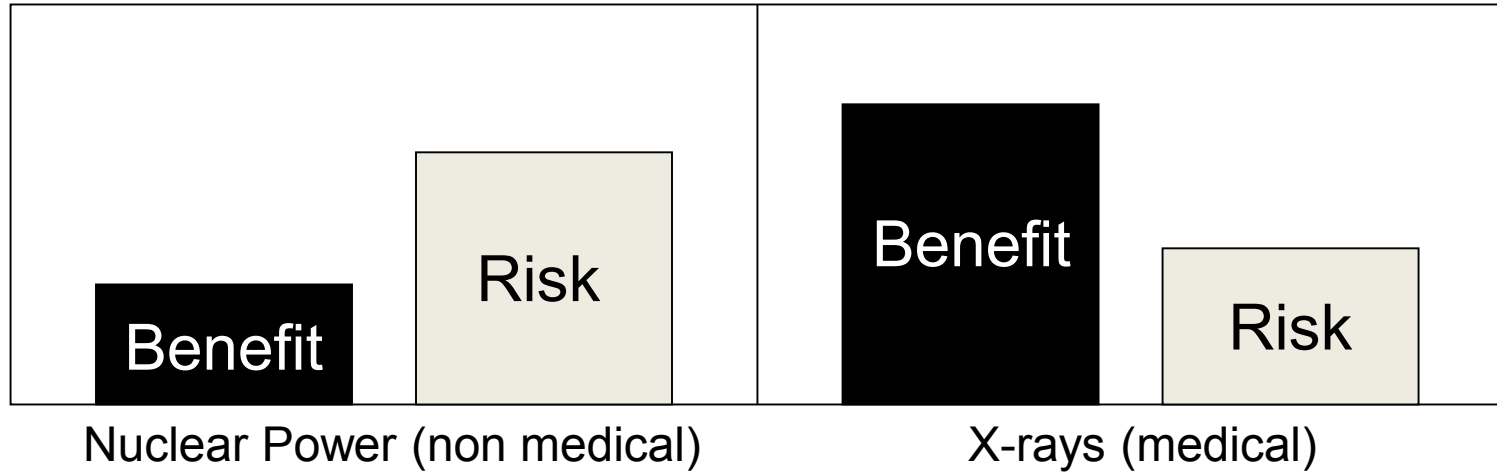 Benefit
Risk
Benefit
Risk
Nuclear Power (non medical)
X-rays (medical)